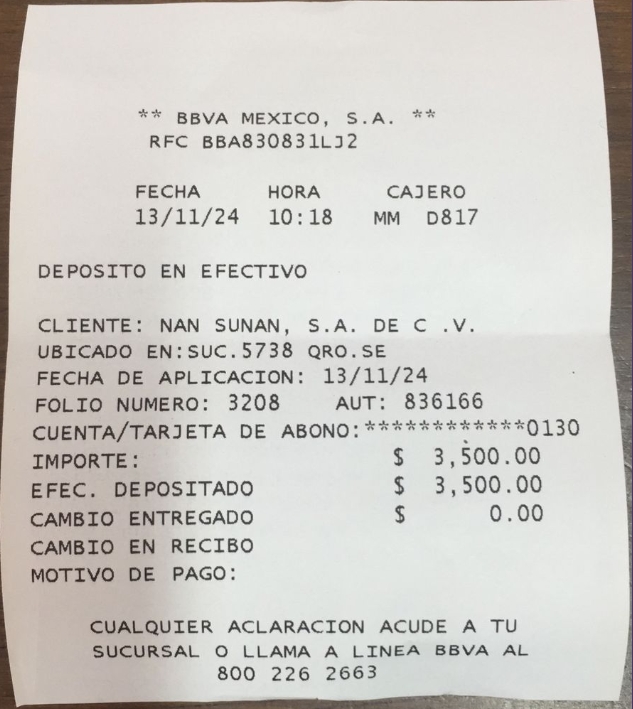 ** BBVA MEXICO, S.A. **
RFC BBA830831LJ2
FECHA HORA CAJERO
13/11/24 10:18 MM D817
DEPOSITO EN EFECTIVO
CLIENTE: NAN SUNAN, S.A. DE C .V.
UBICADO EN:SUC.5738 QRO.SE
FECHA DE APLICACION: 13/11/24
FOLIO NUMERO: 3208 AUT: 836166
CUENTA/TARJETA DE ABONO:************0130
IMPORTE: $ 3,500.00
EFEC. DEPOSITADO $ 3,500.00
CAMBIO ENTREGADO $ 0.00
CAMBIO EN RECIBO
MOTIVO DE PAGO:
CUALQUIER ACLARACION ACUDE A TU
SUCURSAL O LLAMA A LINEA BBVA AL
800 226 2663